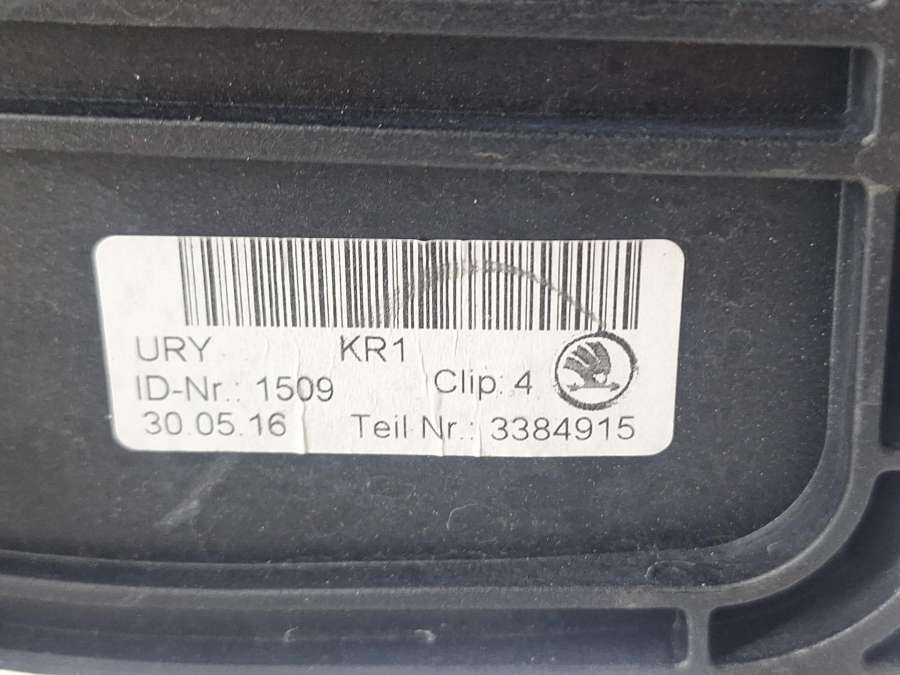 URY KR1
ID-Nr.: 1509 Clip: 4
30.05.16 Teil Nr.: 3384915